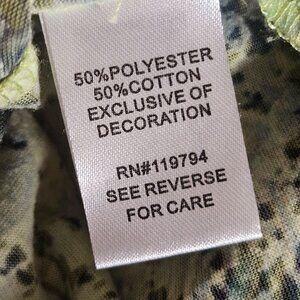 50%POLYESTER
50%COTTON
EXCLUSIVE OF
DECORATION
RN#119794
SEE REVERSE
FOR CARE